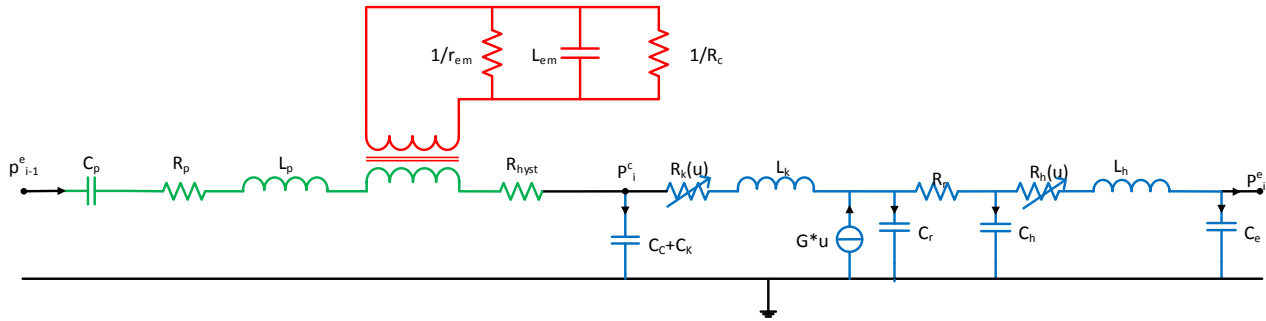 1/r_em
L_em
1/R_c
p^e_i-1
C_p
R_p
L_p
R_hyst
P^c_i
R_k(u)
L_k
R_r
R_h(u)
L_h
P^e_i
C_C+C_K
G*u
C_r
C_h
C_e